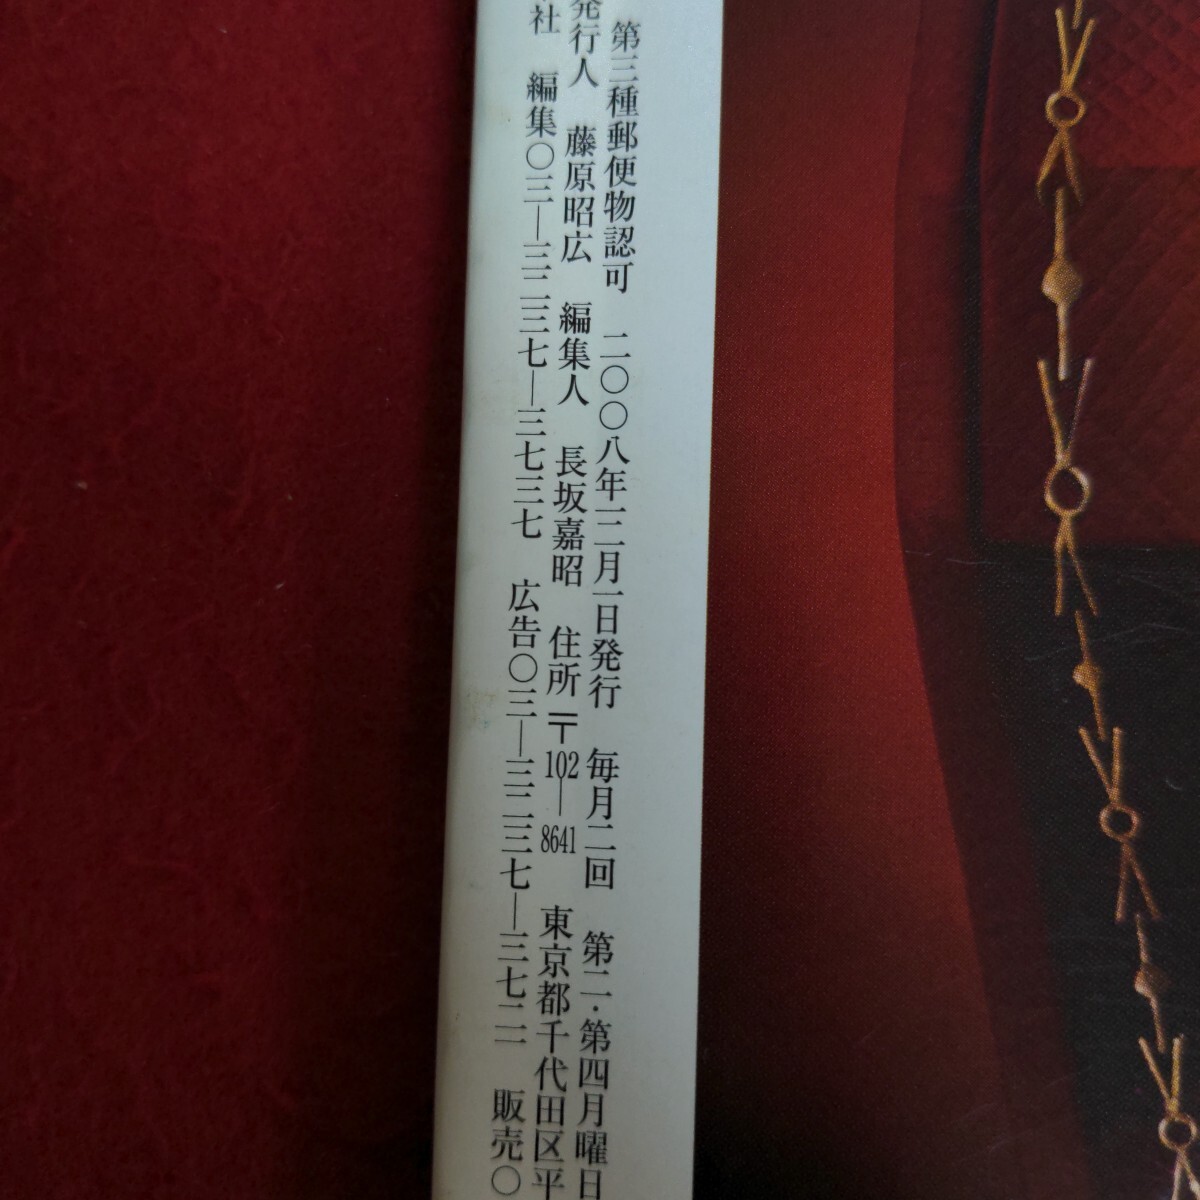 第三種郵便物認可　二〇〇八年一二月一日発行　毎月二回　第二・第四月曜日
発行人　藤原昭広　編集人　長坂嘉昭　住所〒102―8641　東京都千代田区平
社　編集〇三―三二三七―三七三七　広告〇三―三二三七―三七二一　販売〇